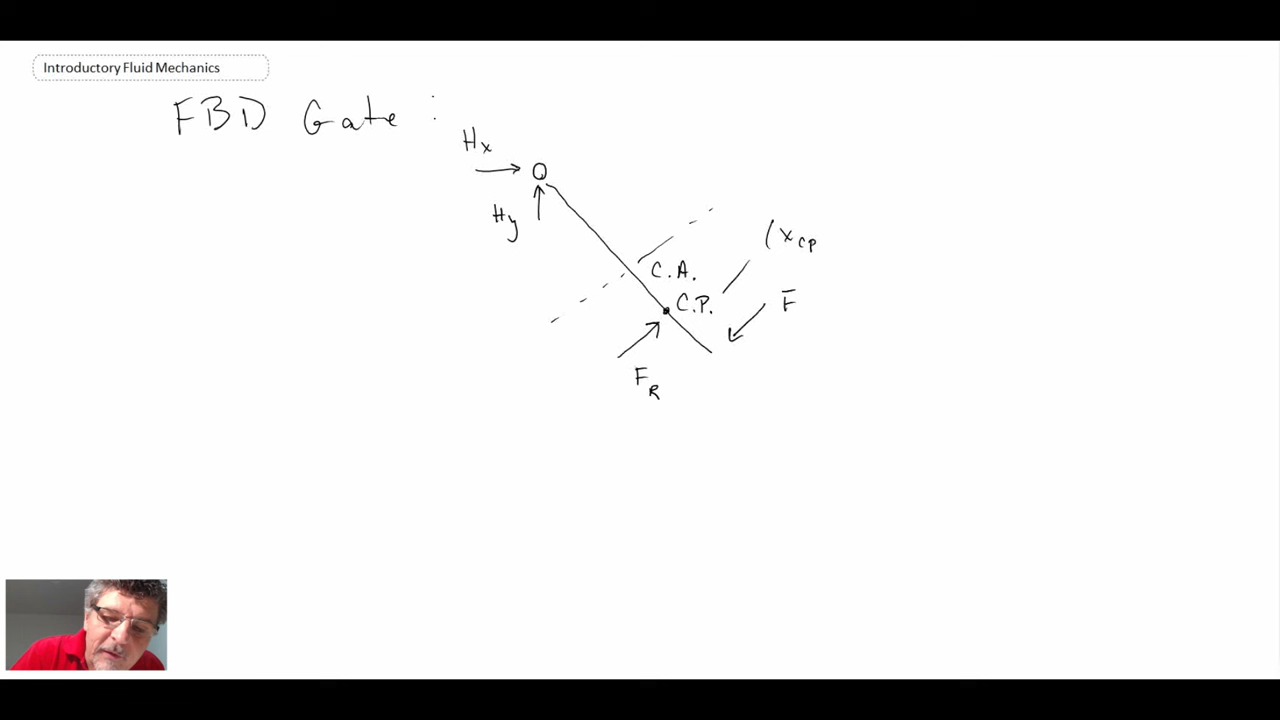 Introductory Fluid Mechanics
FBD Gate :
Hx
Hy
C.A.
(xCP
C.P.
F
FR